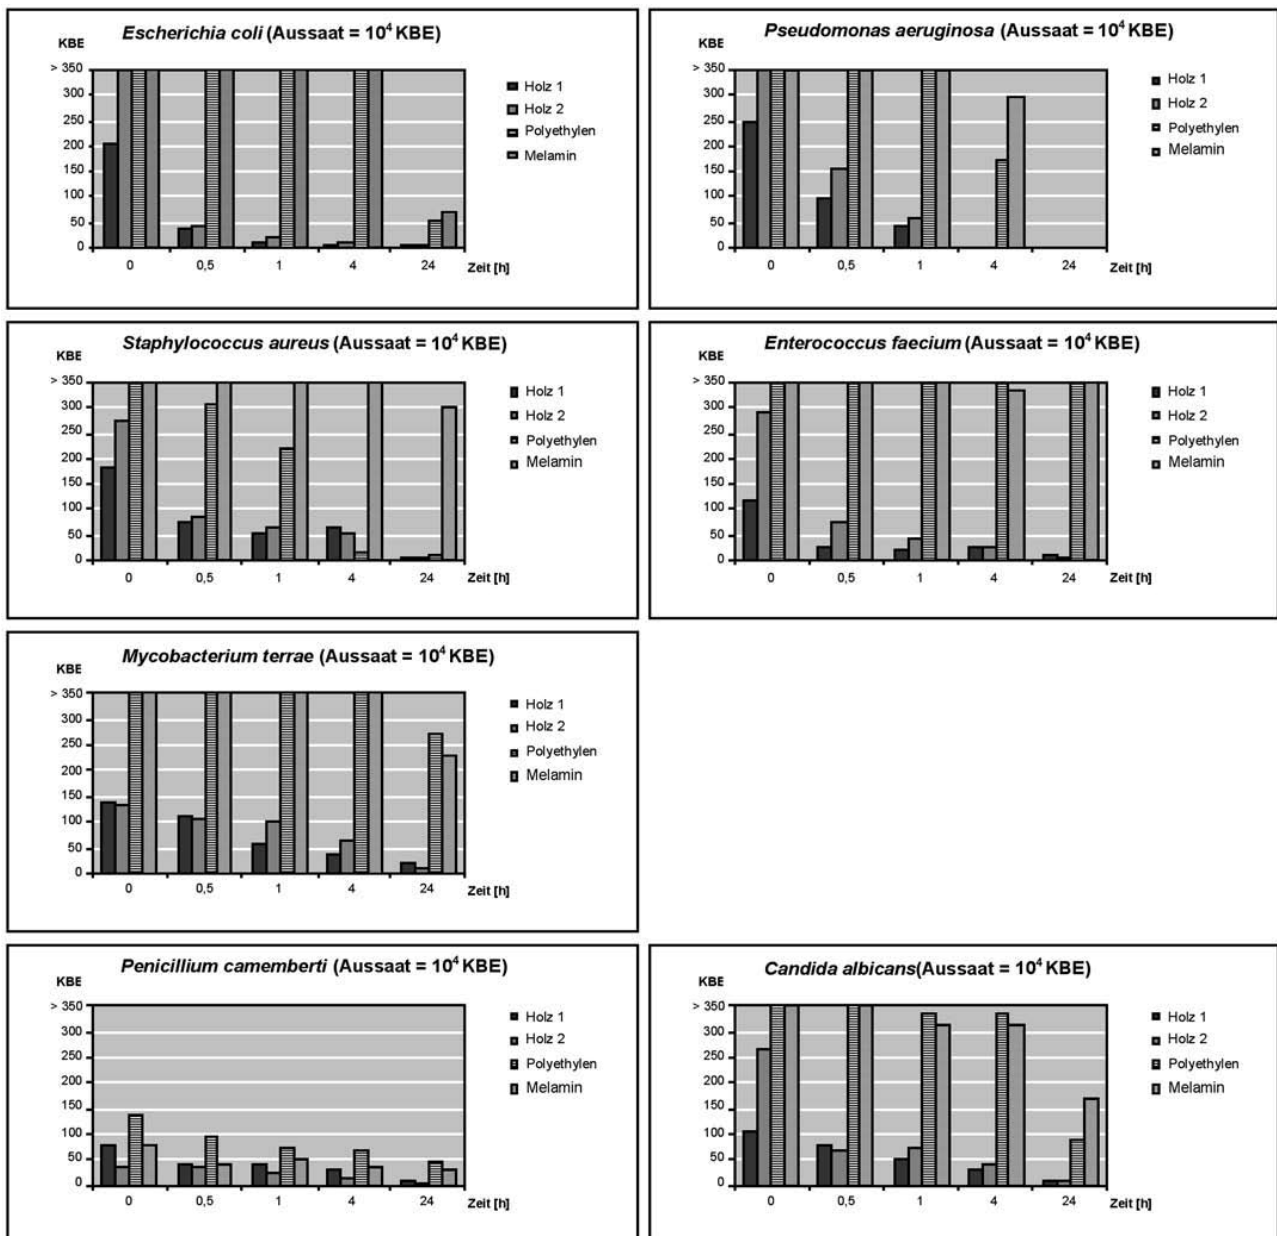 Escherichia coli (Aussaat = 10⁴ KBE)
KBE
> 350
300
250
200
150
100
50
0
0 0,5 1 4 24 Zeit [h]
Holz 1
Holz 2
Polyethylen
Melamin
Pseudomonas aeruginosa (Aussaat = 10⁴ KBE)
KBE
> 350
300
250
200
150
100
50
0
0 0,5 1 4 24 Zeit [h]
Holz 1
Holz 2
Polyethylen
Melamin
Staphylococcus aureus (Aussaat = 10⁴ KBE)
KBE
> 350
300
250
200
150
100
50
0
0 0,5 1 4 24 Zeit [h]
Holz 1
Holz 2
Polyethylen
Melamin
Enterococcus faecium (Aussaat = 10⁴ KBE)
KBE
> 350
300
250
200
150
100
50
0
0 0,5 1 4 24 Zeit [h]
Holz 1
Holz 2
Polyethylen
Melamin
Mycobacterium terrae (Aussaat = 10⁴ KBE)
KBE
> 350
300
250
200
150
100
50
0
0 0,5 1 4 24 Zeit [h]
Holz 1
Holz 2
Polyethylen
Melamin
Penicillium camemberti (Aussaat = 10⁴ KBE)
KBE
> 350
300
250
200
150
100
50
0
0 0,5 1 4 24 Zeit [h]
Holz 1
Holz 2
Polyethylen
Melamin
Candida albicans(Aussaat = 10⁴ KBE)
KBE
> 350
300
250
200
150
100
50
0
0 0,5 1 4 24 Zeit [h]
Holz 1
Holz 2
Polyethylen
Melamin